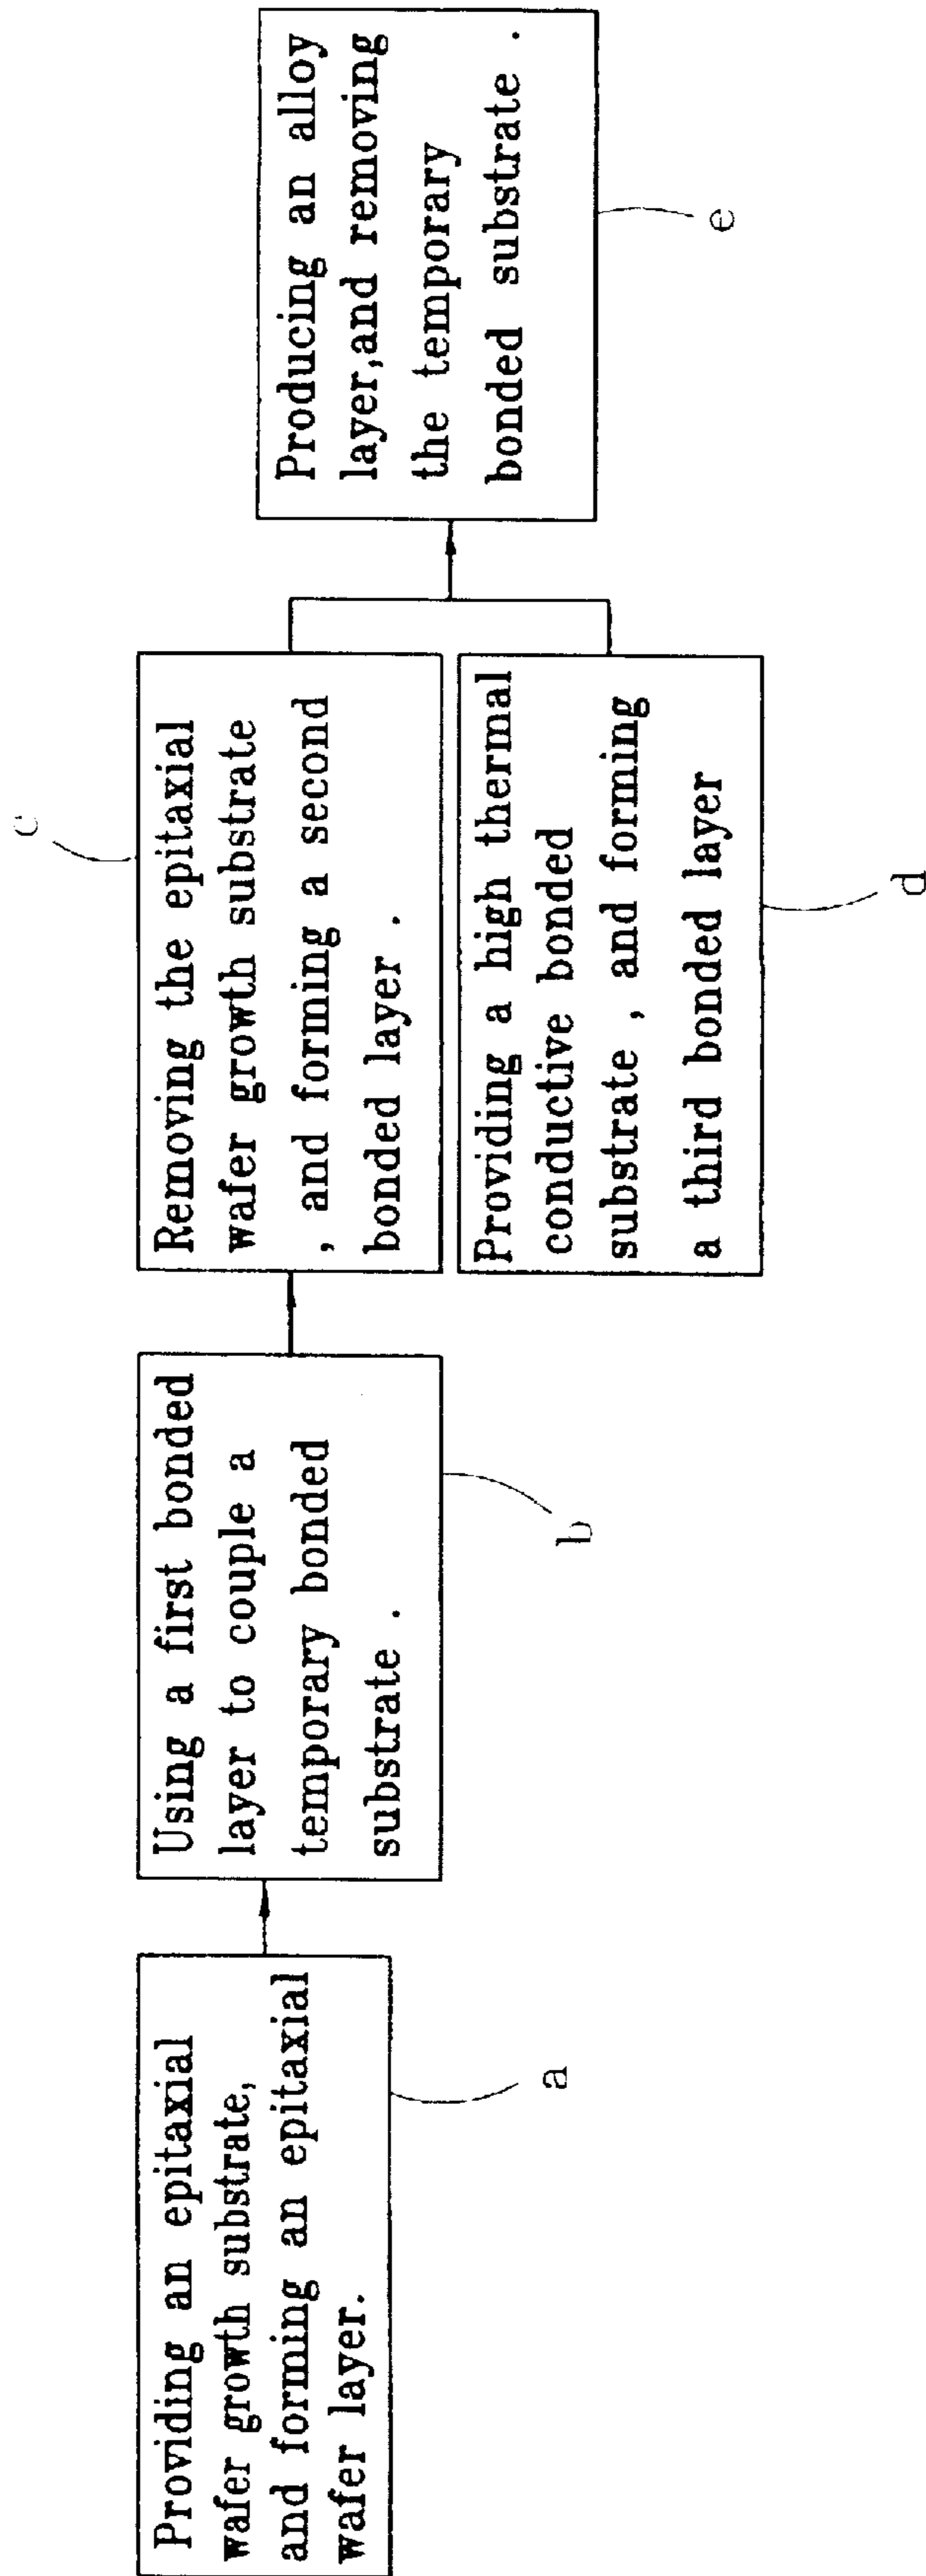 Providing an epitaxial
wafer growth substrate,
and forming an epitaxial
wafer layer.
a
Using a first bonded
layer to couple a
temporary bonded
substrate .
b
Removing the epitaxial
wafer growth substrate
, and forming a second
bonded layer .
c
Providing a high thermal
conductive bonded
substrate , and forming
a third bonded layer
d
Producing an alloy
layer,and removing
the temporary
bonded substrate .
e